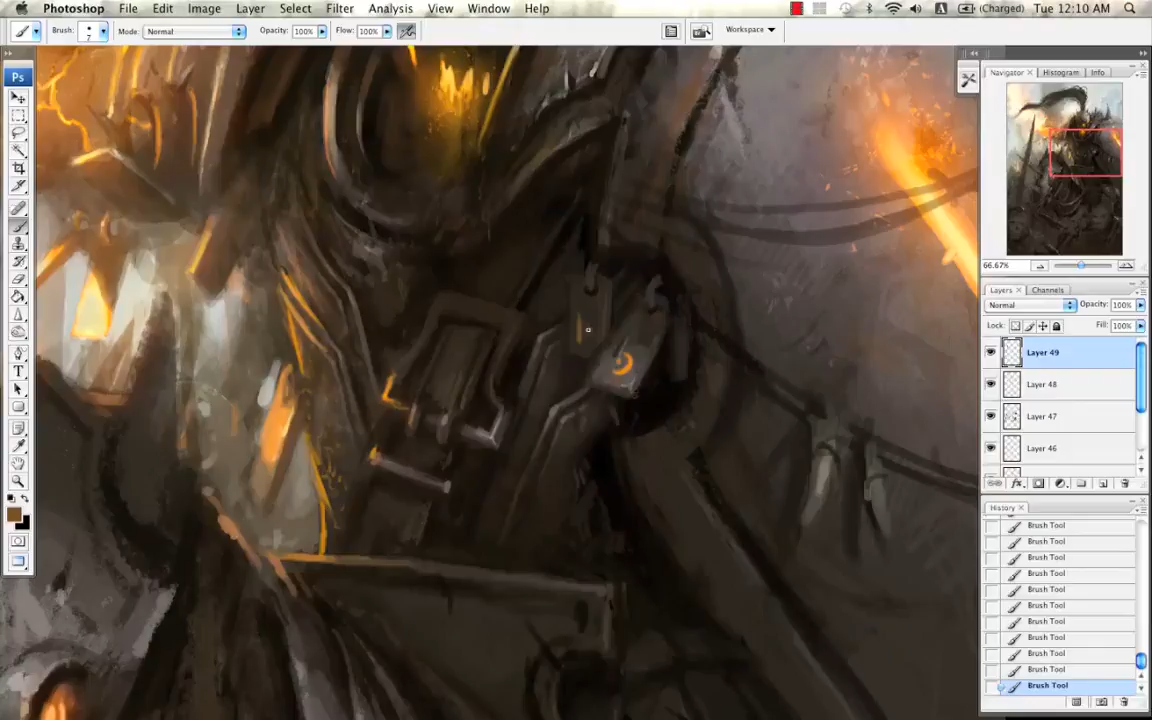 Photoshop File Edit Image Layer Select Filter Analysis View Window Help (Charged) Tue 12:10 AM
Brush: 7 Mode: Normal Opacity: 100% Flow: 100% Workspace
Ps
Navigator Histogram Info
66.67%
Layers Channels
Normal Opacity: 100%
Lock: Fill: 100%
Layer 49
Layer 48
Layer 47
Layer 46
History
Brush Tool
Brush Tool
Brush Tool
Brush Tool
Brush Tool
Brush Tool
Brush Tool
Brush Tool
Brush Tool
Brush Tool
Brush Tool